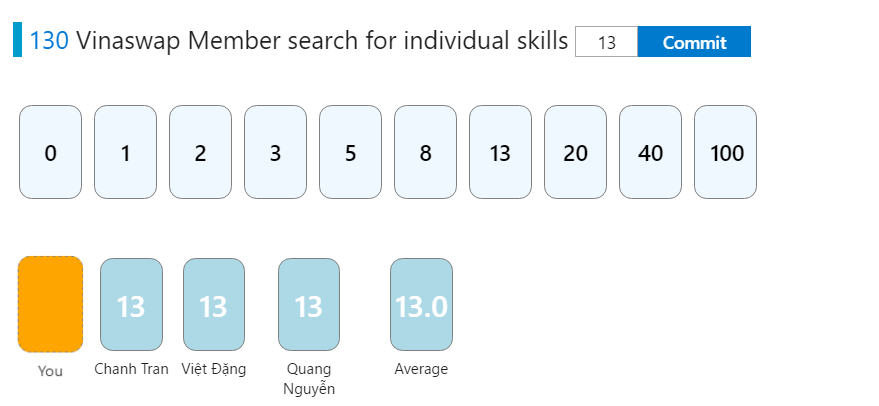 130 Vinaswap Member search for individual skills 13 Commit
0 1 2 3 5 8 13 20 40 100
13 13 13 13.0
You Chanh Tran Việt Đặng Quang Nguyễn Average